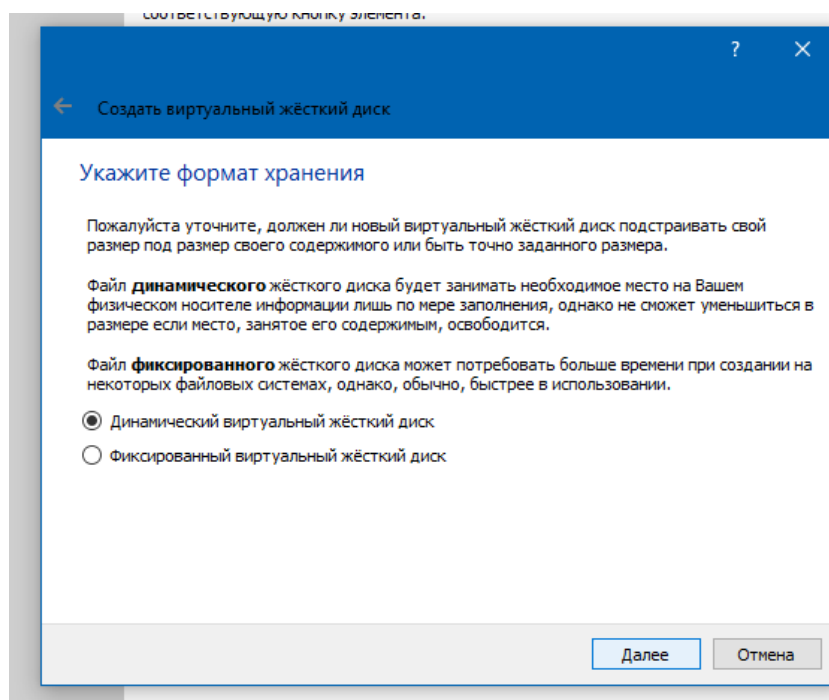 соответствующую кнопку элемента.
?
Создать виртуальный жёсткий диск
Укажите формат хранения
Пожалуйста уточните, должен ли новый виртуальный жёсткий диск подстраивать свой
размер под размер своего содержимого или быть точно заданного размера.
Файл динамического жёсткого диска будет занимать необходимое место на Вашем
физическом носителе информации лишь по мере заполнения, однако не сможет уменьшиться в
размере если место, занятое его содержимым, освободится.
Файл фиксированного жёсткого диска может потребовать больше времени при создании на
некоторых файловых системах, однако, обычно, быстрее в использовании.
Динамический виртуальный жёсткий диск
Фиксированный виртуальный жёсткий диск
Далее
Отмена